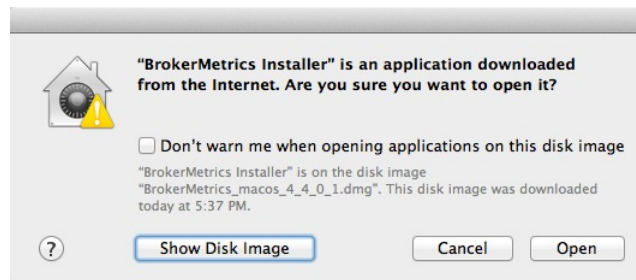 “BrokerMetrics Installer” is an application downloaded
from the Internet. Are you sure you want to open it?
Don't warn me when opening applications on this disk image
“BrokerMetrics Installer” is on the disk image
“BrokerMetrics_macos_4_4_0_1.dmg”. This disk image was downloaded
today at 5:37 PM.
? Show Disk Image Cancel Open